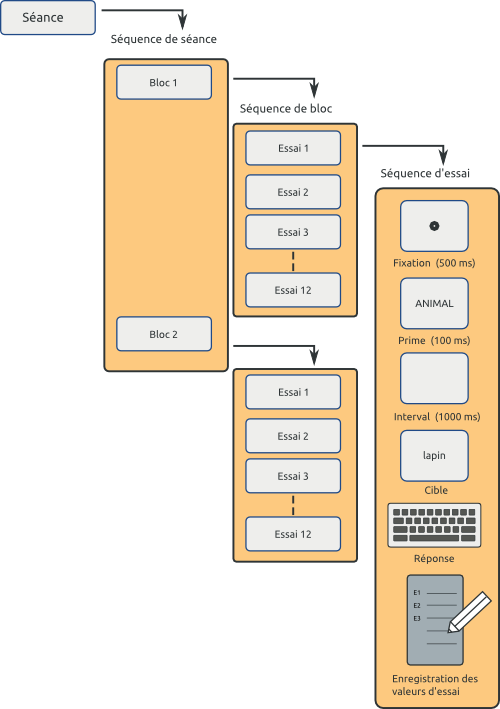 Séance
Séquence de séance
Bloc 1
Séquence de bloc
Essai 1
Essai 2
Essai 3
Essai 12
Bloc 2
Essai 1
Essai 2
Essai 3
Essai 12
Séquence d'essai
Fixation (500 ms)
ANIMAL
Prime (100 ms)
Interval (1000 ms)
lapin
Cible
Réponse
E1
E2
E3
Enregistration des
valeurs d'essai